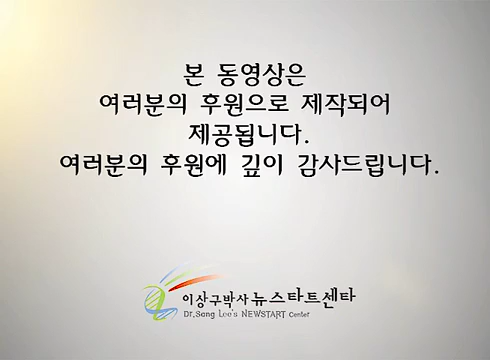 본 동영상은
여러분의 후원으로 제작되어
제공됩니다.
여러분의 후원에 깊이 감사드립니다.
이상구박사 뉴스타트센타
Dr.Sang Lee's NEWSTART Center